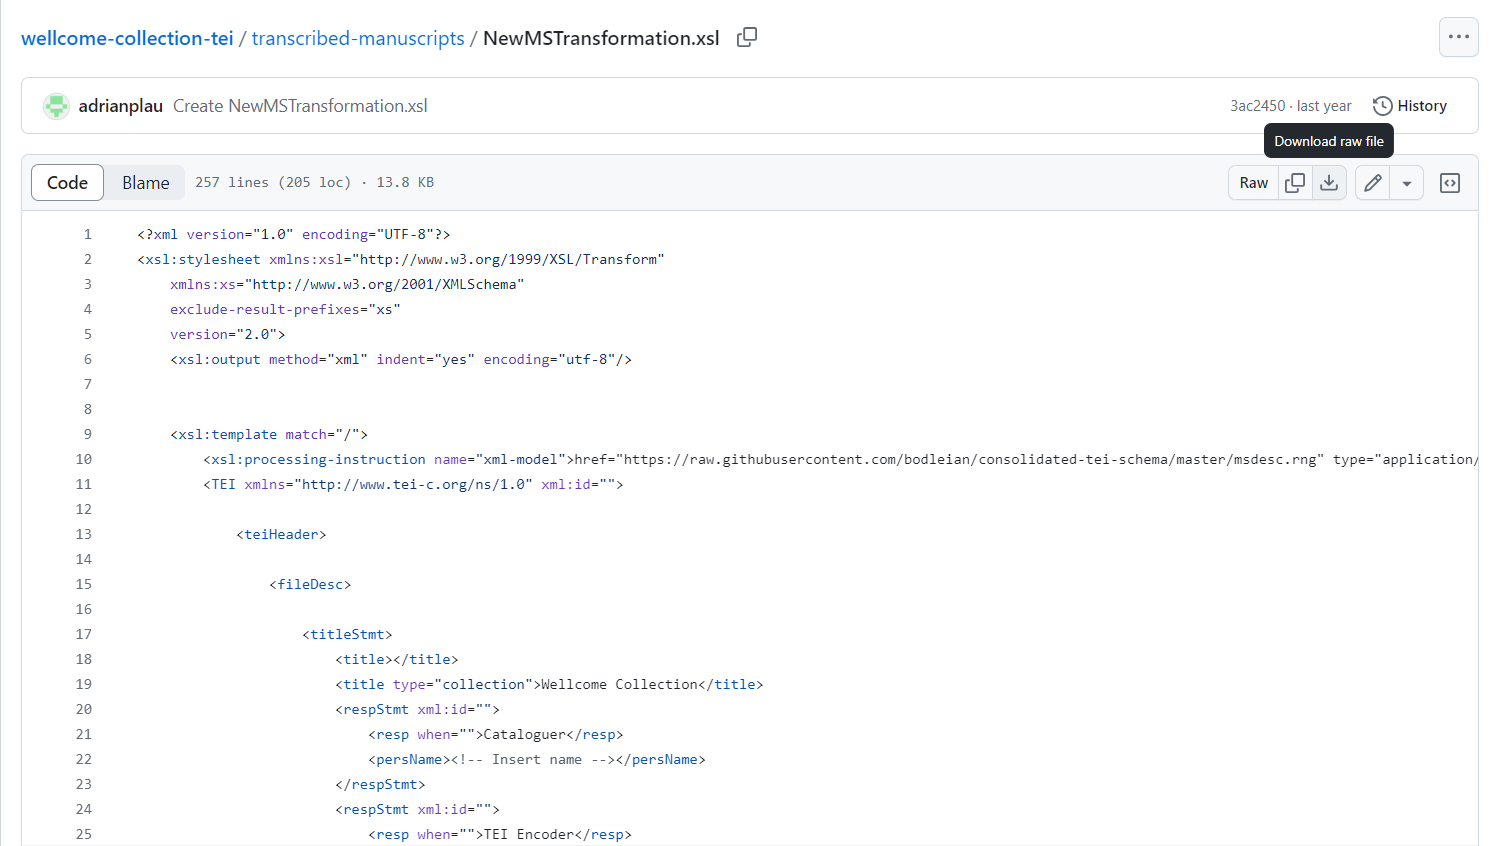 wellcome-collection-tei / transcribed-manuscripts / NewMSTransformation.xsl
adrianplau Create NewMSTransformation.xsl 3ac2450 · last year History
Download raw file
Code Blame 257 lines (205 loc) · 13.8 KB Raw
1 <?xml version="1.0" encoding="UTF-8"?>
2 <xsl:stylesheet xmlns:xsl="http://www.w3.org/1999/XSL/Transform"
3 xmlns:xs="http://www.w3.org/2001/XMLSchema"
4 exclude-result-prefixes="xs"
5 version="2.0">
6 <xsl:output method="xml" indent="yes" encoding="utf-8"/>
7
8
9 <xsl:template match="/">
10 <xsl:processing-instruction name="xml-model">href="https://raw.githubusercontent.com/bodleian/consolidated-tei-schema/master/msdesc.rng" type="application/
11 <TEI xmlns="http://www.tei-c.org/ns/1.0" xml:id="">
12
13 <teiHeader>
14
15 <fileDesc>
16
17 <titleStmt>
18 <title></title>
19 <title type="collection">Wellcome Collection</title>
20 <respStmt xml:id="">
21 <resp when="">Cataloguer</resp>
22 <persName><!-- Insert name --></persName>
23 </respStmt>
24 <respStmt xml:id="">
25 <resp when="">TEI Encoder</resp>